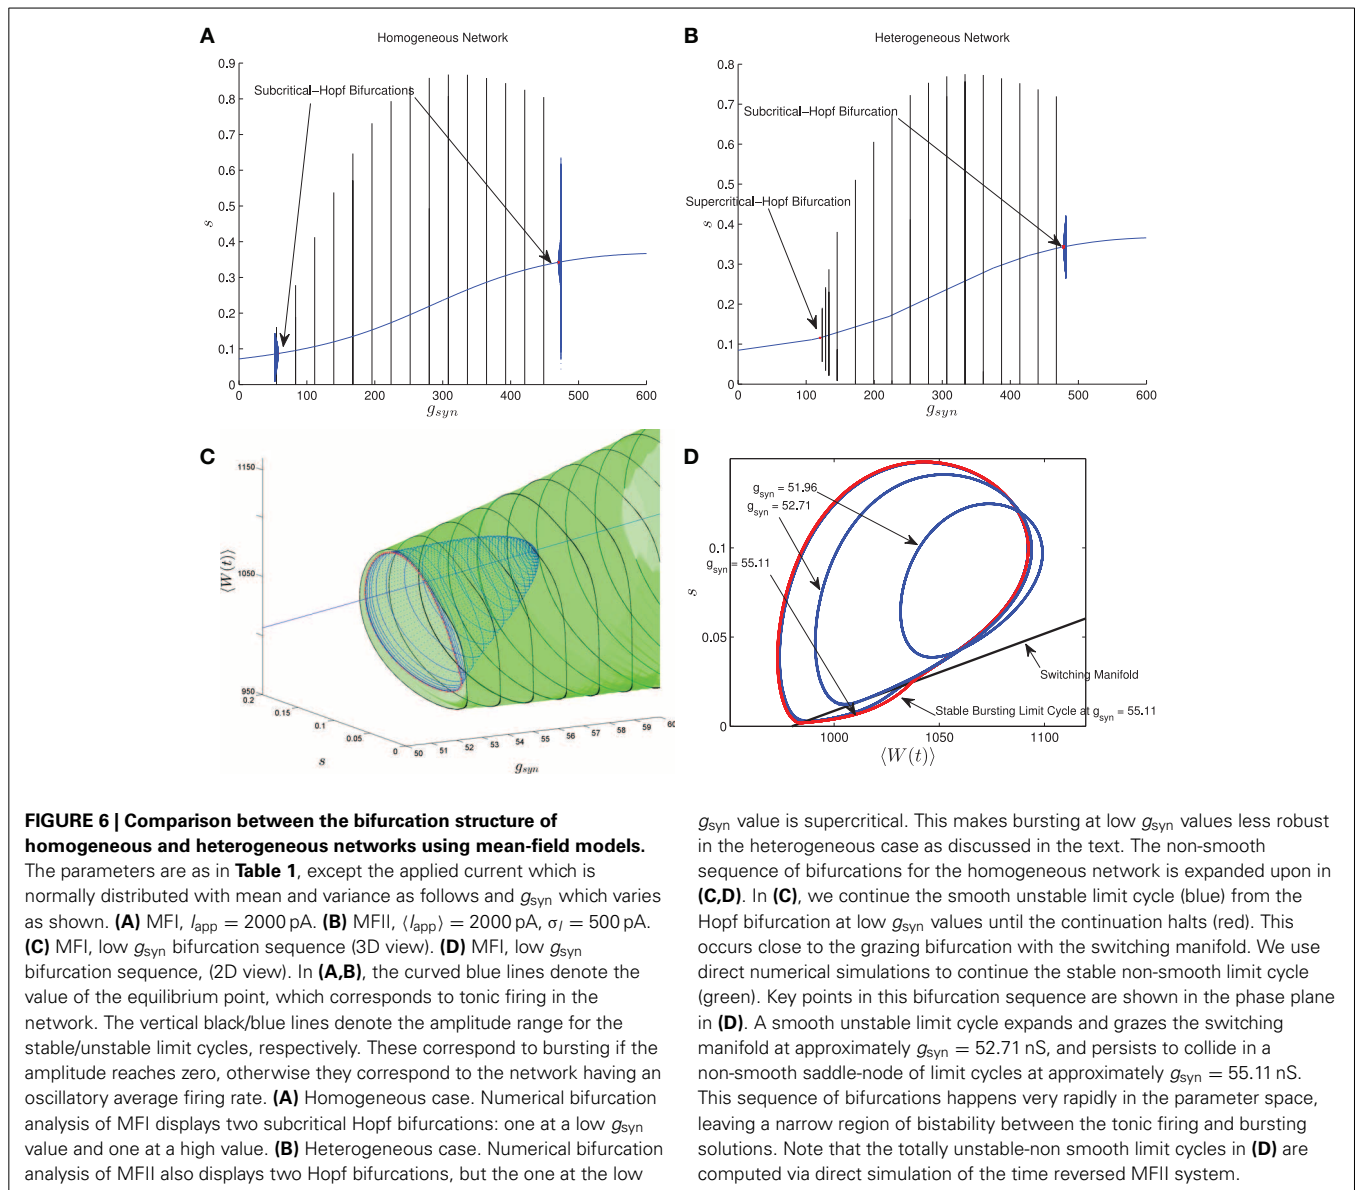 A
Homogeneous Network
0.9
0.8
0.7
0.6
0.5
0.4
0.3
0.2
0.1
0
s
Subcritical–Hopf Bifurcations
0 100 200 300 400 500 600
g_syn
B
Heterogeneous Network
0.8
0.7
0.6
0.5
0.4
0.3
0.2
0.1
0
s
Subcritical–Hopf Bifurcation
Supercritical–Hopf Bifurcation
0 100 200 300 400 500 600
g_syn
C
1150
1050
950
⟨W(t)⟩
0.2
0.15
0.1
0.05
0
s
50 51 52 53 54 55 56 57 58 59 60
g_syn
D
g_syn = 51.96
g_syn = 52.71
g_syn = 55.11
0.1
0.05
0
s
Switching Manifold
Stable Bursting Limit Cycle at g_syn = 55.11
1000 1050 1100
⟨W(t)⟩
FIGURE 6 | Comparison between the bifurcation structure of
homogeneous and heterogeneous networks using mean-field models.
The parameters are as in Table 1, except the applied current which is
normally distributed with mean and variance as follows and g_syn which varies
as shown. (A) MFI, I_app = 2000 pA. (B) MFII, ⟨I_app⟩ = 2000 pA, σ_I = 500 pA.
(C) MFI, low g_syn bifurcation sequence (3D view). (D) MFI, low g_syn
bifurcation sequence, (2D view). In (A,B), the curved blue lines denote the
value of the equilibrium point, which corresponds to tonic firing in the
network. The vertical black/blue lines denote the amplitude range for the
stable/unstable limit cycles, respectively. These correspond to bursting if the
amplitude reaches zero, otherwise they correspond to the network having an
oscillatory average firing rate. (A) Homogeneous case. Numerical bifurcation
analysis of MFI displays two subcritical Hopf bifurcations: one at a low g_syn
value and one at a high value. (B) Heterogeneous case. Numerical bifurcation
analysis of MFII also displays two Hopf bifurcations, but the one at the low
g_syn value is supercritical. This makes bursting at low g_syn values less robust
in the heterogeneous case as discussed in the text. The non-smooth
sequence of bifurcations for the homogeneous network is expanded upon in
(C,D). In (C), we continue the smooth unstable limit cycle (blue) from the
Hopf bifurcation at low g_syn values until the continuation halts (red). This
occurs close to the grazing bifurcation with the switching manifold. We use
direct numerical simulations to continue the stable non-smooth limit cycle
(green). Key points in this bifurcation sequence are shown in the phase plane
in (D). A smooth unstable limit cycle expands and grazes the switching
manifold at approximately g_syn = 52.71 nS, and persists to collide in a
non-smooth saddle-node of limit cycles at approximately g_syn = 55.11 nS.
This sequence of bifurcations happens very rapidly in the parameter space,
leaving a narrow region of bistability between the tonic firing and bursting
solutions. Note that the totally unstable-non smooth limit cycles in (D) are
computed via direct simulation of the time reversed MFII system.